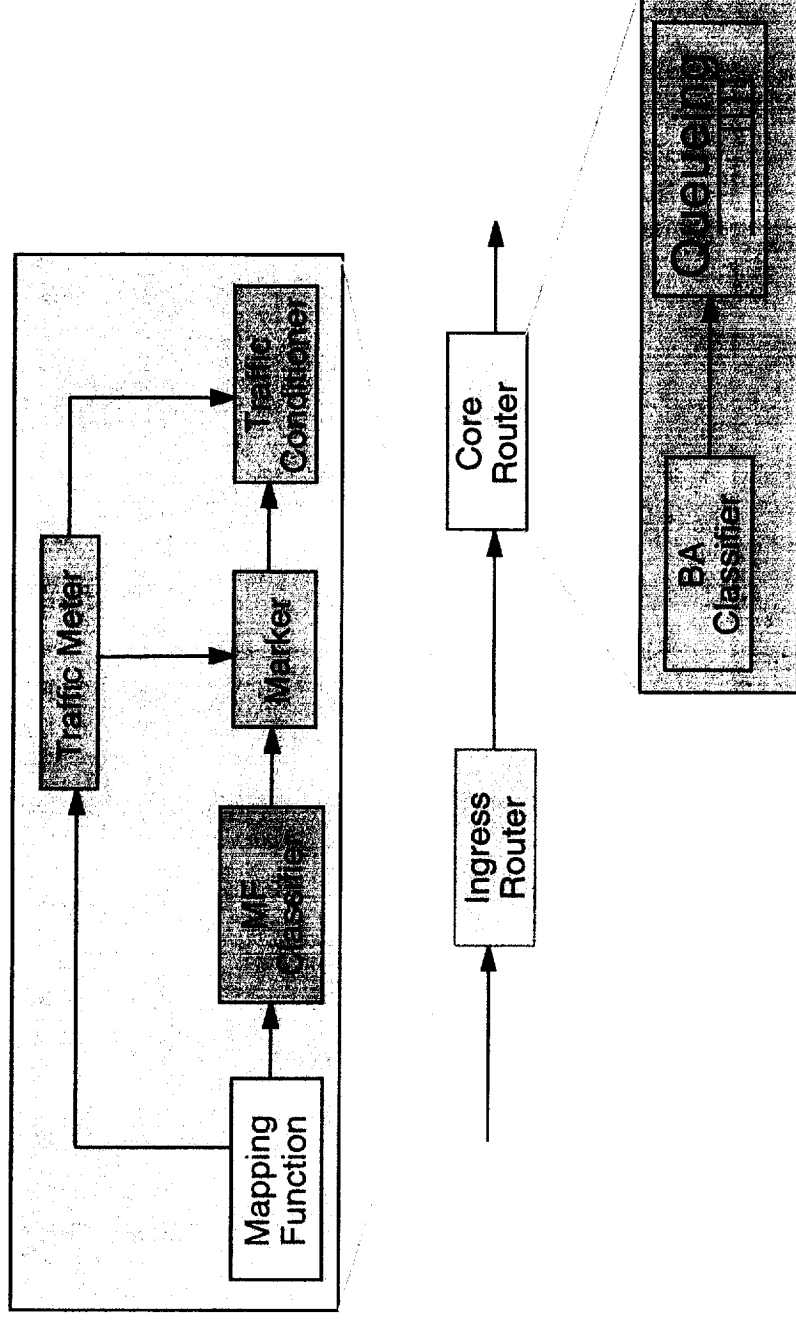 Traffic Meter
Mapping
Function
MF
Classifier
Marker
Traffic
Conditioner
Ingress
Router
Core
Router
BA
Classifier
Queueing